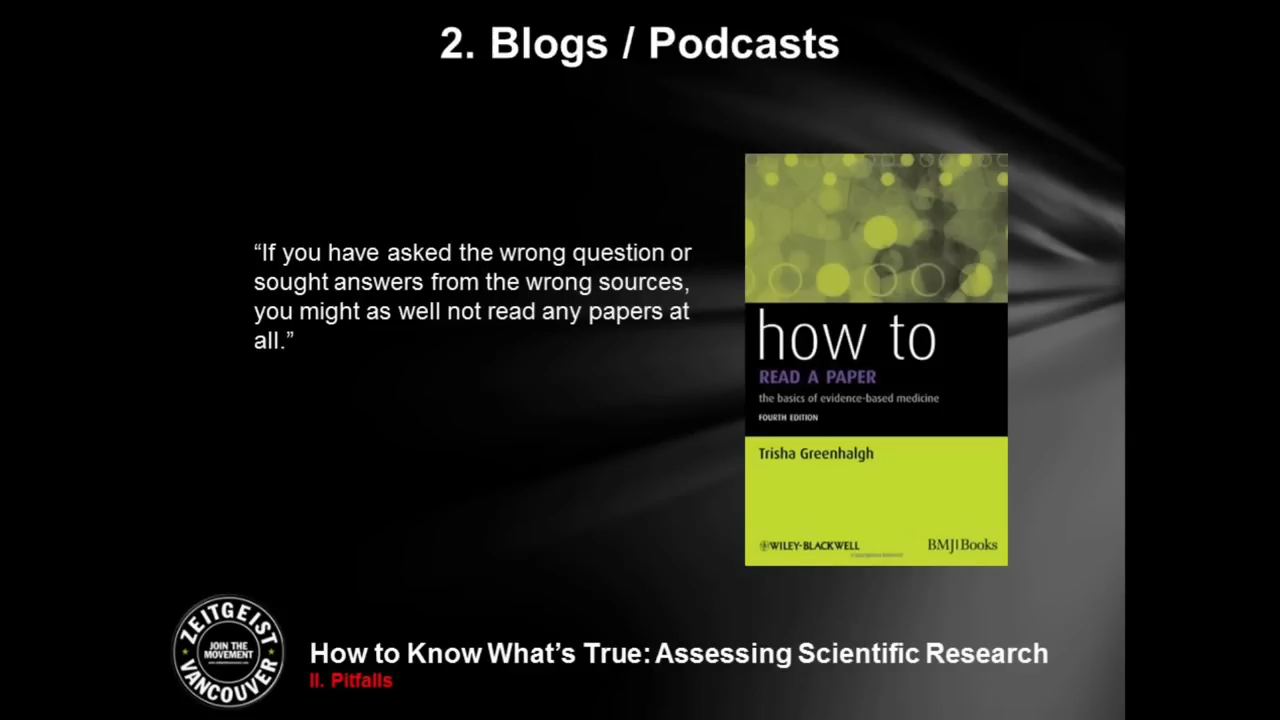 2. Blogs / Podcasts
“If you have asked the wrong question or
sought answers from the wrong sources,
you might as well not read any papers at
all.”
how to
READ A PAPER
the basics of evidence-based medicine
FOURTH EDITION
Trisha Greenhalgh
WILEY-BLACKWELL
BMJ|Books
ZEITGEIST
JOIN THE
MOVEMENT
VANCOUVER
How to Know What’s True: Assessing Scientific Research
II. Pitfalls